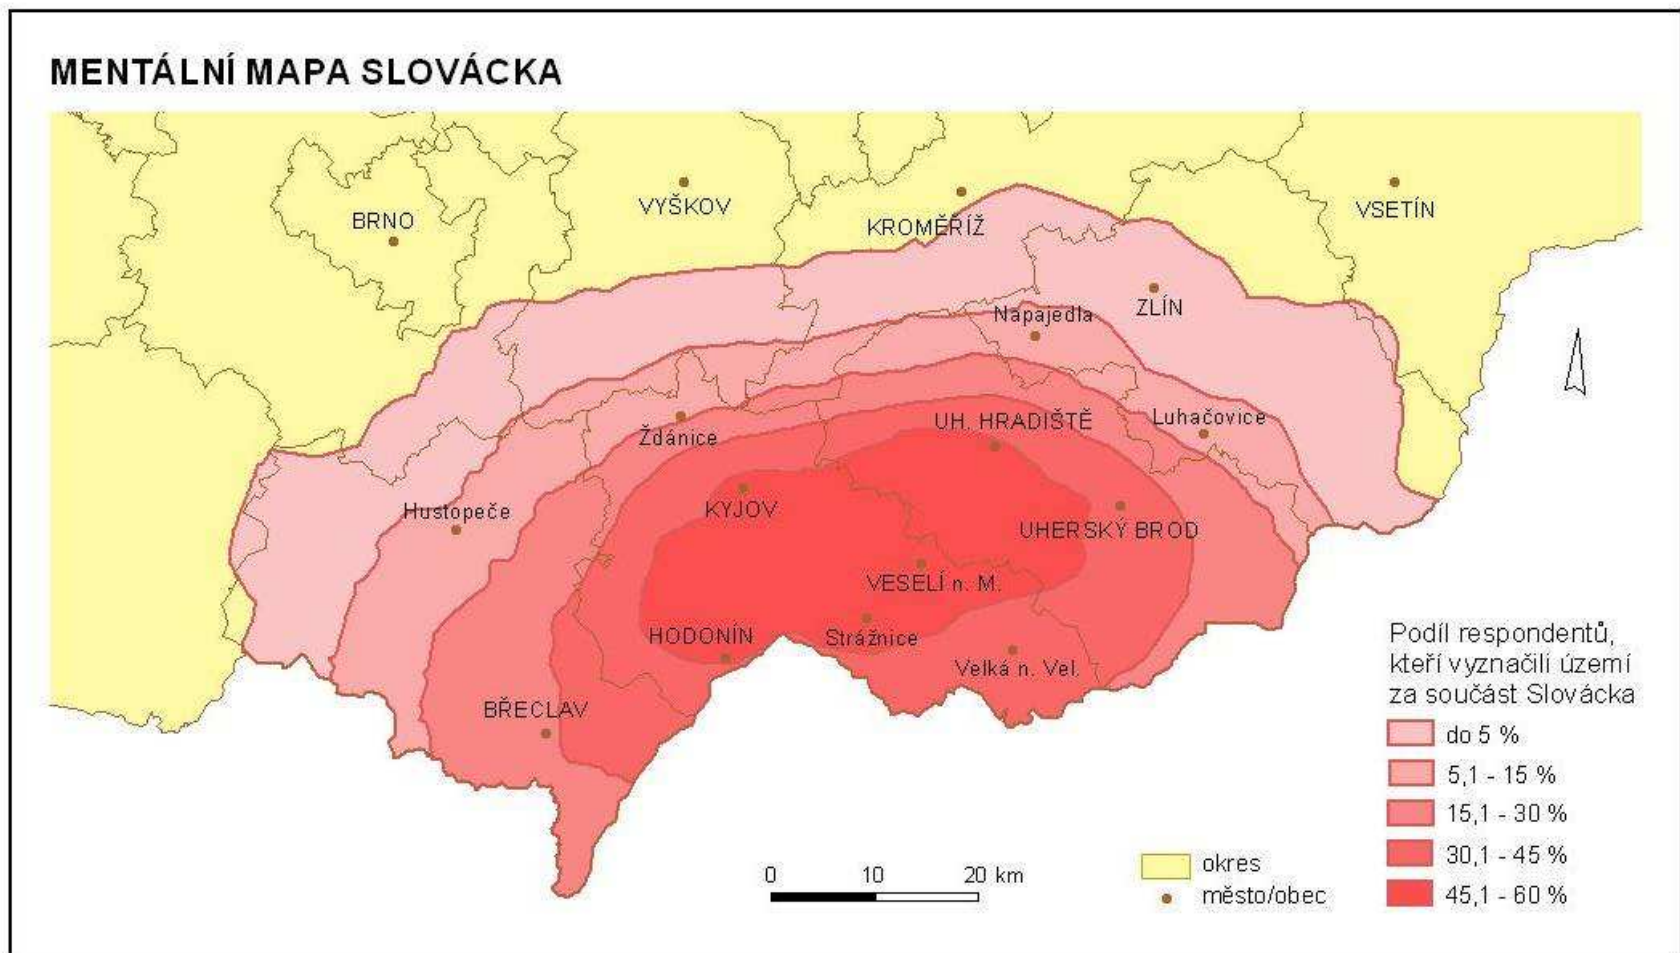 MENTÁLNÍ MAPA SLOVÁCKA
BRNO
VYŠKOV
KROMĚŘÍŽ
VSETÍN
Napajedla
ZLÍN
Ždánice
UH. HRADIŠTĚ
Luhačovice
Hustopeče
KYJOV
UHERSKÝ BROD
VESELÍ n. M.
HODONÍN
Strážnice
Velká n. Vel.
BŘECLAV
Podíl respondentů,
kteří vyznačili území
za součást Slovácka
do 5 %
5,1 - 15 %
15,1 - 30 %
30,1 - 45 %
45,1 - 60 %
0 10 20 km
okres
město/obec